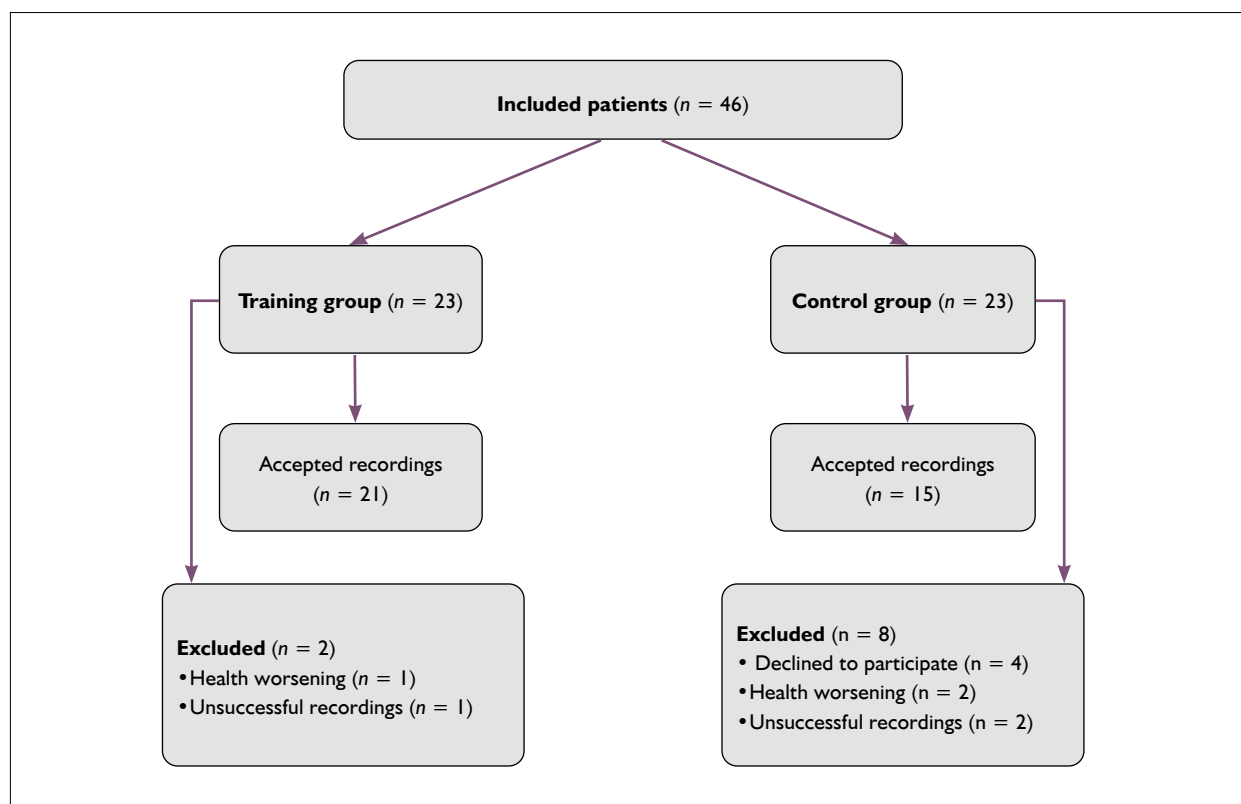 Included patients (n = 46)
Training group (n = 23)
Control group (n = 23)
Accepted recordings
(n = 21)
Accepted recordings
(n = 15)
Excluded (n = 2)
•Health worsening (n = 1)
•Unsuccessful recordings (n = 1)
Excluded (n = 8)
• Declined to participate (n = 4)
•Health worsening (n = 2)
•Unsuccessful recordings (n = 2)